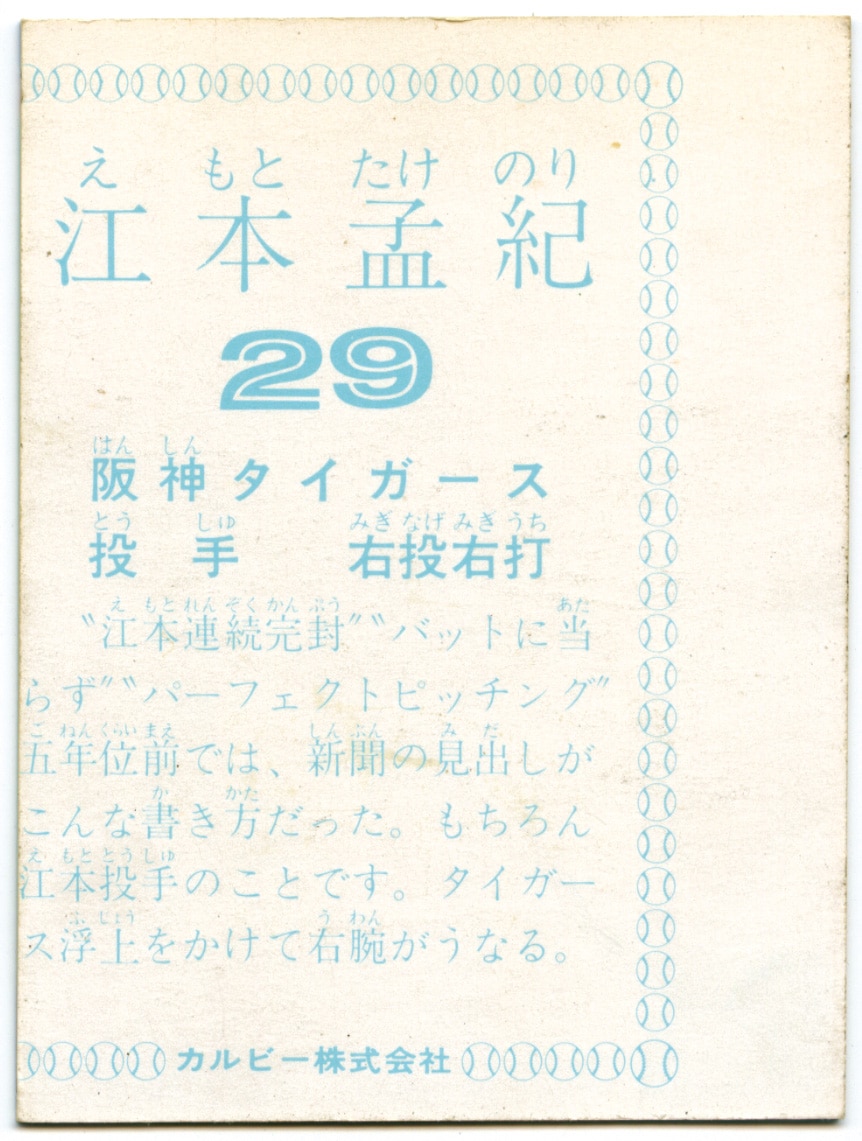 え もと たけ のり
江本孟紀
29
はん しん
阪神タイガース
とう しゅ みぎ なげ みぎ うち
投手 右投右打
え もと れん ぞく かん ぷう あた
〝江本連続完封〞〝バットに当
らず〞〝パーフェクトピッチング〞
ご ねん くらい まえ しん ぶん み だ
五年位前では、新聞の見出しが
か かた
こんな書き方だった。もちろん
え もと とう しゅ
江本投手のことです。タイガー
ふ じょう う わん
ス浮上をかけて右腕がうなる。
カルビー株式会社